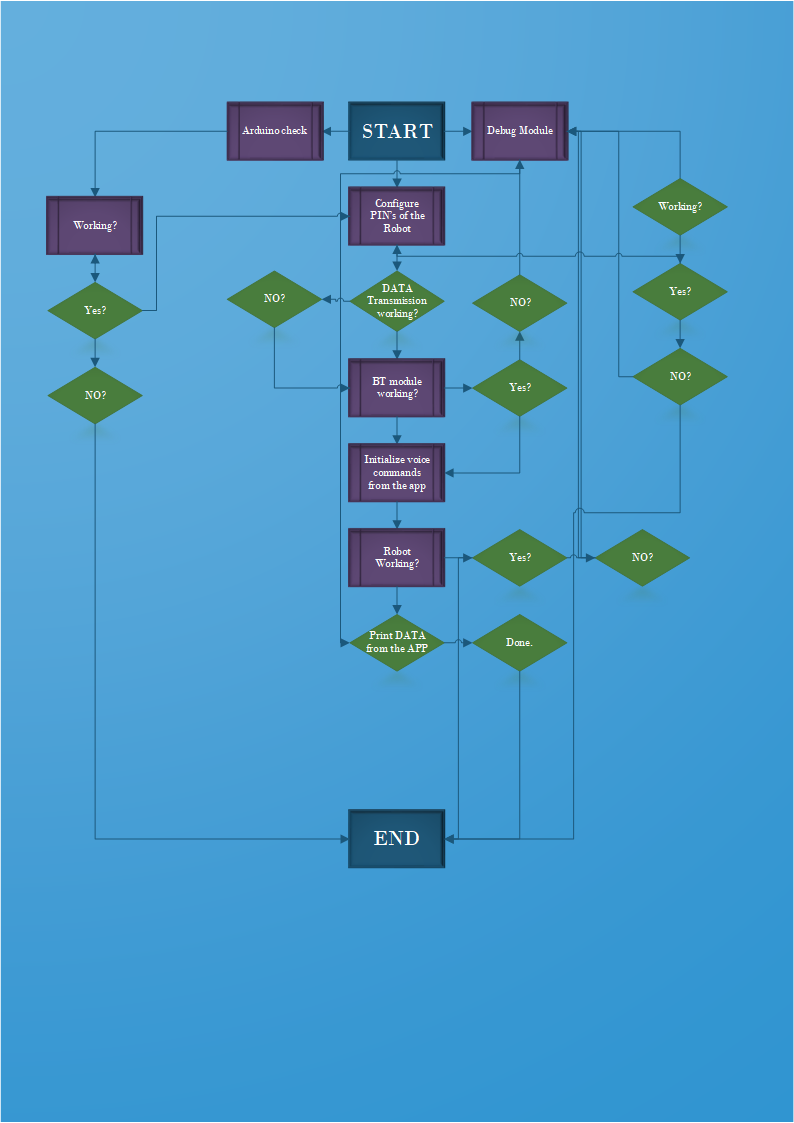 Arduino check
START
Debug Module
Configure
PIN's of the
Robot
Working?
Working?
DATA
Transmission
working?
NO?
NO?
Yes?
Yes?
BT module
working?
Yes?
NO?
NO?
Initialize voice
commands
from the app
Robot
Working?
Yes?
NO?
Print DATA
from the APP
Done.
END